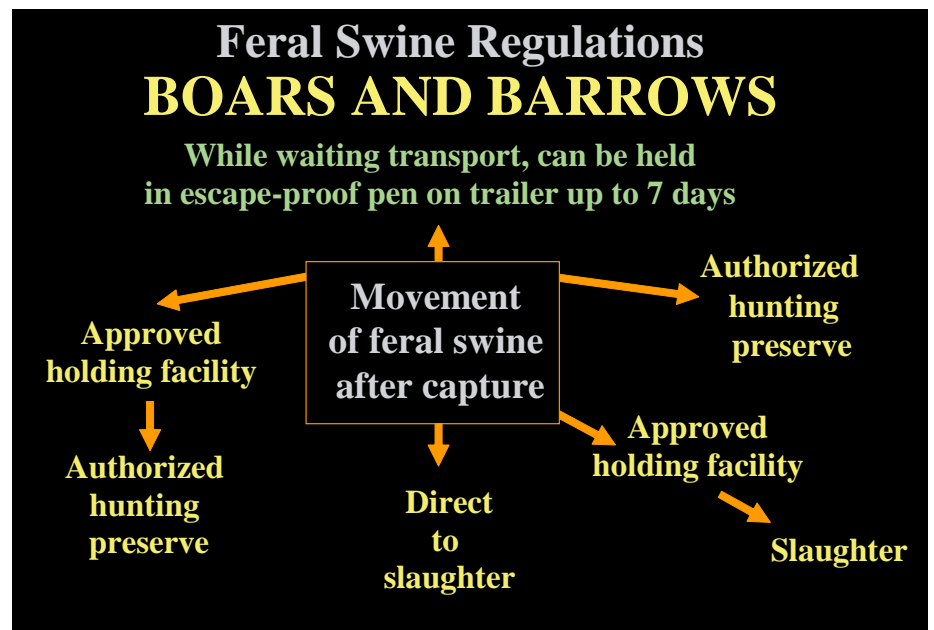 Feral Swine Regulations
BOARS AND BARROWS
While waiting transport, can be held
in escape-proof pen on trailer up to 7 days
Movement
of feral swine
after capture
Approved
holding facility
Authorized
hunting
preserve
Direct
to
slaughter
Authorized
hunting
preserve
Approved
holding facility
Slaughter